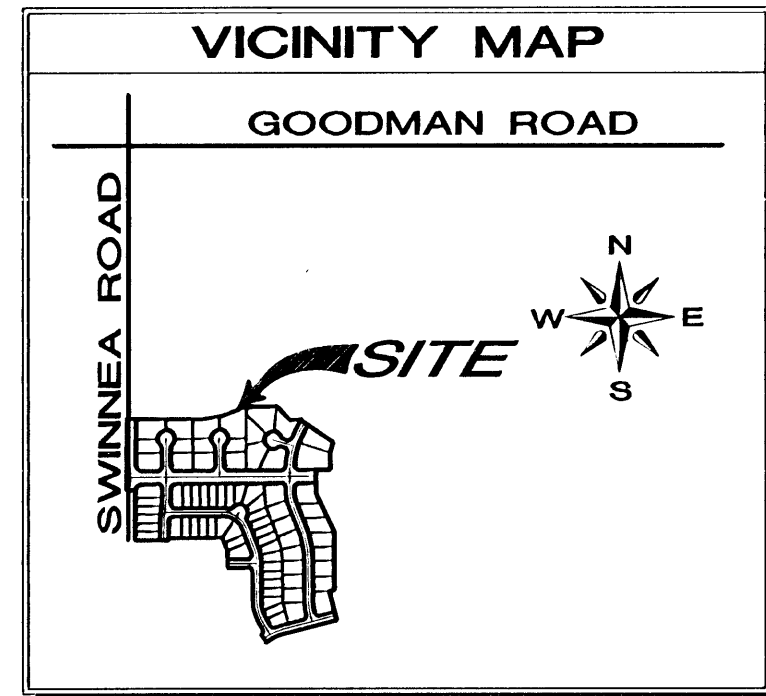 VICINITY MAP
GOODMAN ROAD
SWINNEA ROAD
N
W
E
S
SITE